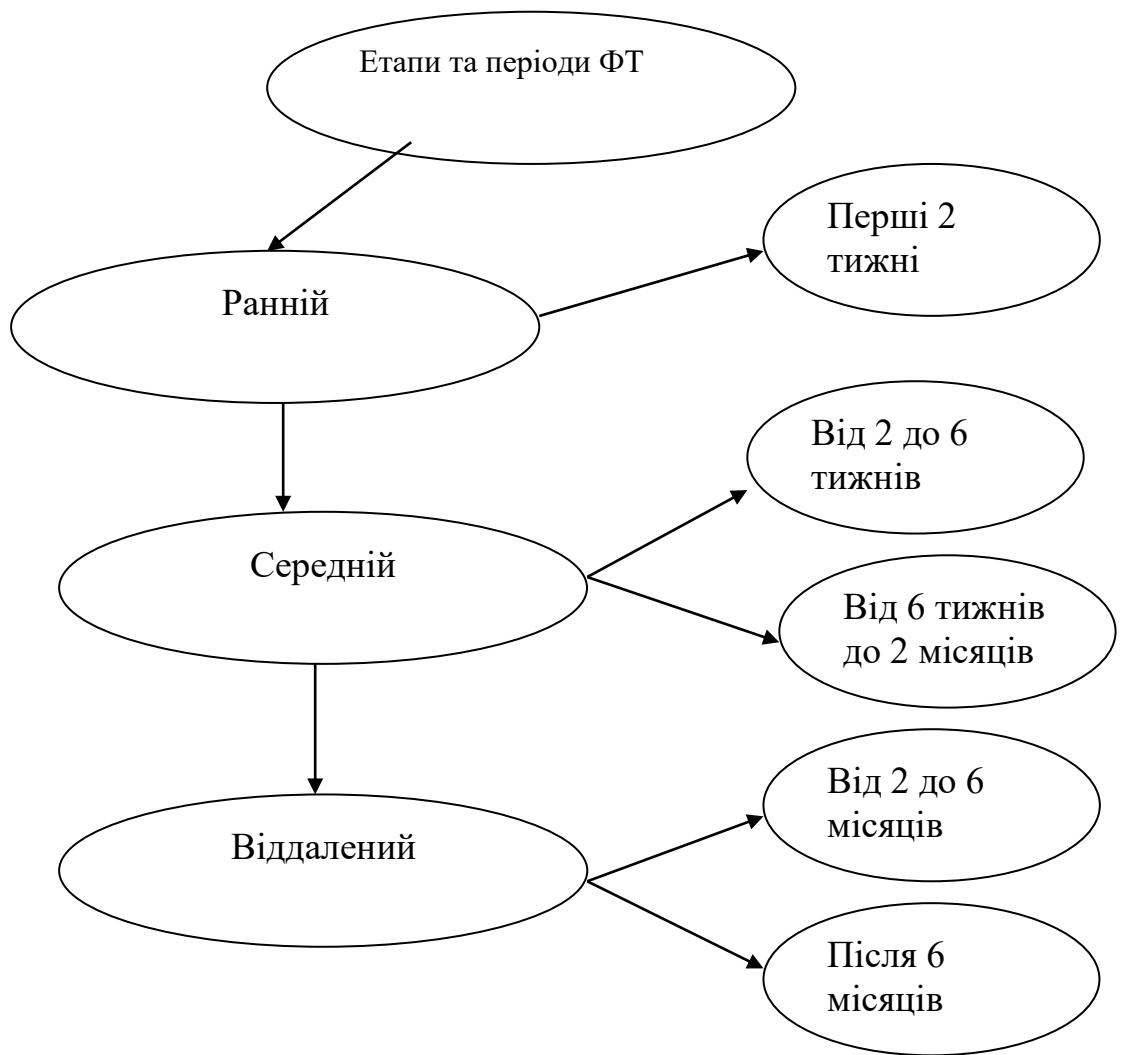 Етапи та періоди ФТ
Ранній
Перші 2
тижні
Середній
Від 2 до 6
тижнів
Від 6 тижнів
до 2 місяців
Віддалений
Від 2 до 6
місяців
Після 6
місяців